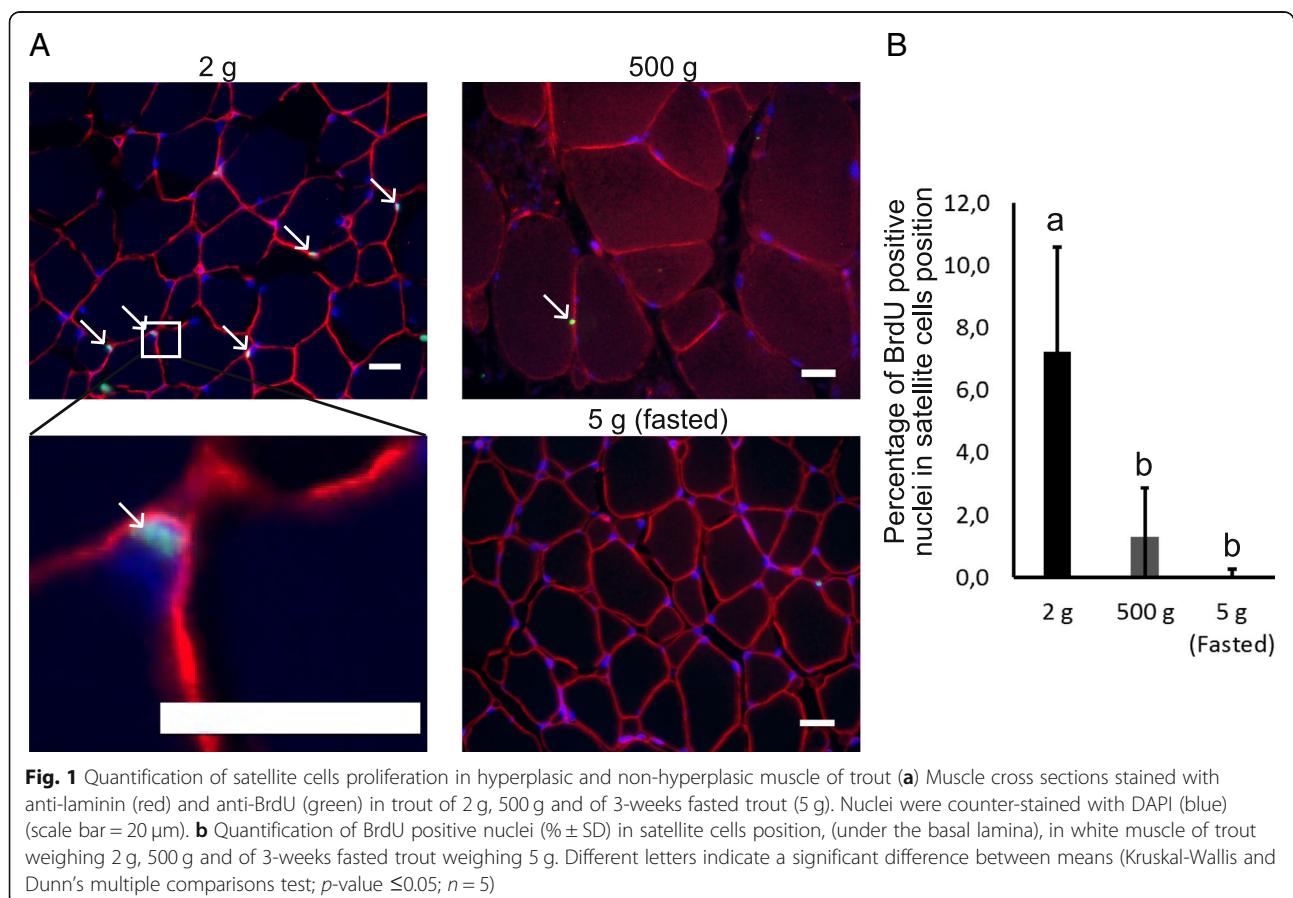 A
2 g
500 g
5 g (fasted)
B
Percentage of BrdU positive
nuclei in satellite cells position
12,0
10,0
8,0
6,0
4,0
2,0
0,0
a
b
b
2 g
500 g
5 g
(Fasted)
Fig. 1 Quantification of satellite cells proliferation in hyperplasic and non-hyperplasic muscle of trout (a) Muscle cross sections stained with
anti-laminin (red) and anti-BrdU (green) in trout of 2 g, 500 g and of 3-weeks fasted trout (5 g). Nuclei were counter-stained with DAPI (blue)
(scale bar = 20 μm). b Quantification of BrdU positive nuclei (% ± SD) in satellite cells position, (under the basal lamina), in white muscle of trout
weighing 2 g, 500 g and of 3-weeks fasted trout weighing 5 g. Different letters indicate a significant difference between means (Kruskal-Wallis and
Dunn's multiple comparisons test; p-value ≤0.05; n = 5)